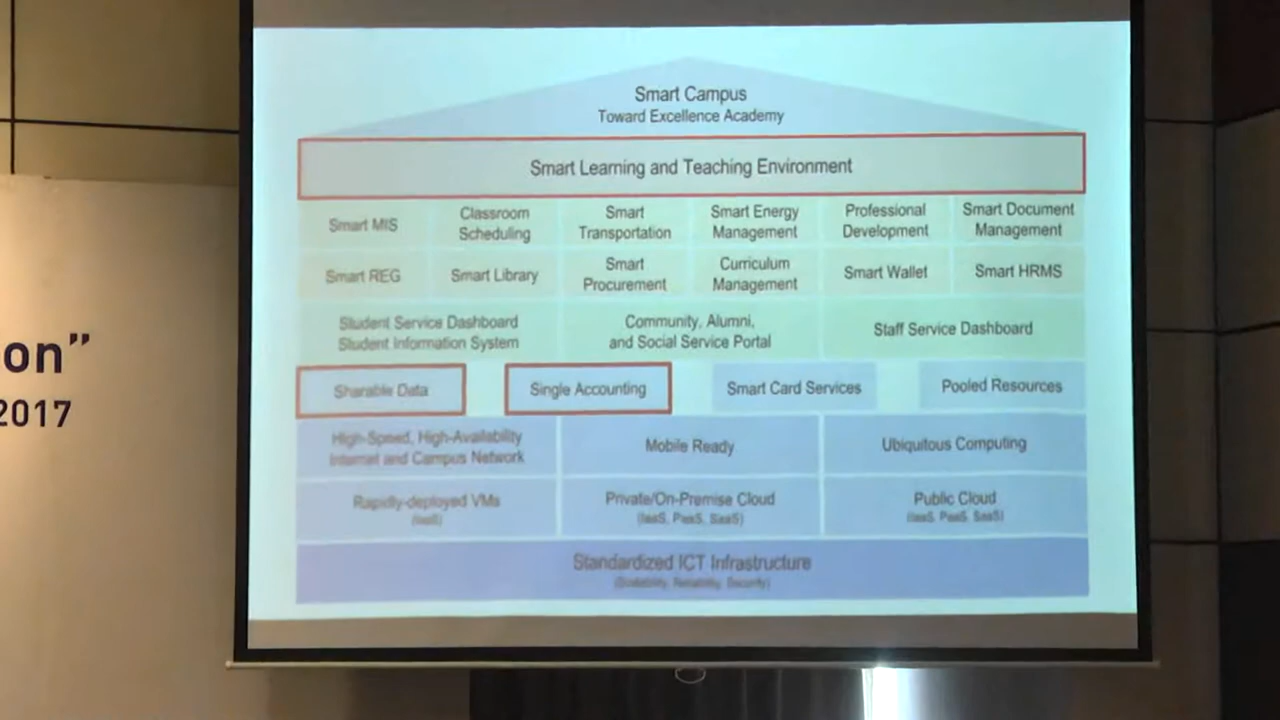 Smart Campus
Toward Excellence Academy
Smart Learning and Teaching Environment
Smart MIS
Classroom
Scheduling
Smart
Transportation
Smart Energy
Management
Professional
Development
Smart Document
Management
Smart REG
Smart Library
Smart
Procurement
Curriculum
Management
Smart Wallet
Smart HRMS
Student Service Dashboard
Student Information System
Community, Alumni,
and Social Service Portal
Staff Service Dashboard
Sharable Data
Single Accounting
Smart Card Services
Pooled Resources
High-Speed, High-Availability
Internet and Campus Network
Mobile Ready
Ubiquitous Computing
Rapidly-deployed VMs
(IaaS)
Private/On-Premise Cloud
(IaaS, PaaS, SaaS)
Public Cloud
(IaaS, PaaS, SaaS)
Standardized ICT Infrastructure
(Scalability, Reliability, Security)
on"
2017